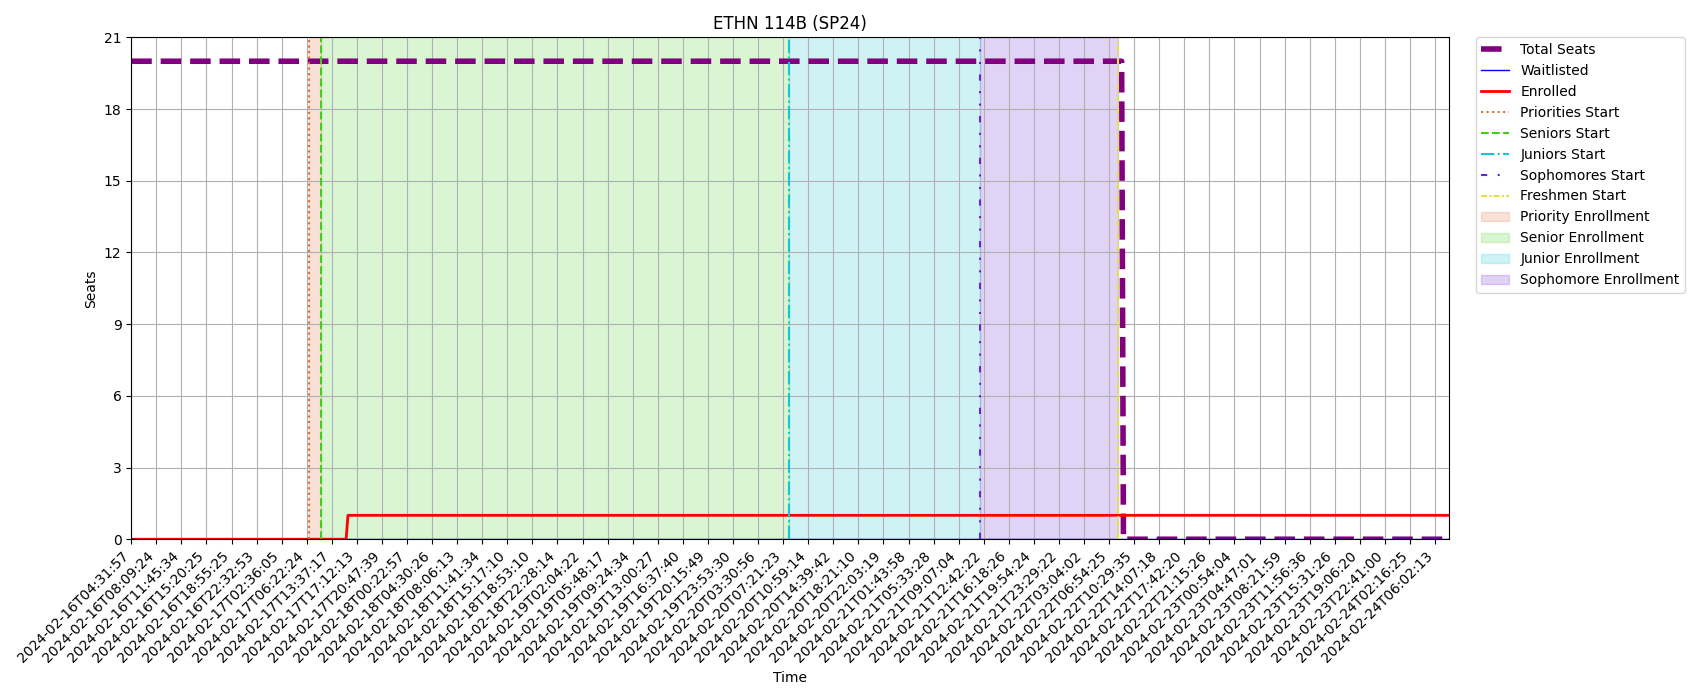 ETHN 114B (SP24)
21
18
15
12
9
6
3
0
Seats
2024-02-16T04:31:57
2024-02-16T08:09:24
2024-02-16T11:45:34
2024-02-16T15:20:25
2024-02-16T18:55:25
2024-02-16T22:32:53
2024-02-17T02:36:05
2024-02-17T06:22:24
2024-02-17T13:37:17
2024-02-17T17:12:13
2024-02-17T20:47:39
2024-02-18T00:22:57
2024-02-18T04:30:26
2024-02-18T08:06:13
2024-02-18T11:41:34
2024-02-18T15:17:10
2024-02-18T18:53:10
2024-02-18T22:28:14
2024-02-19T02:04:22
2024-02-19T05:48:17
2024-02-19T09:24:34
2024-02-19T13:00:27
2024-02-19T16:37:40
2024-02-19T20:15:49
2024-02-19T23:53:30
2024-02-20T03:30:56
2024-02-20T07:21:23
2024-02-20T10:59:14
2024-02-20T14:39:42
2024-02-20T18:21:10
2024-02-20T22:03:19
2024-02-21T01:43:58
2024-02-21T05:33:28
2024-02-21T09:07:04
2024-02-21T12:42:22
2024-02-21T16:18:26
2024-02-21T19:54:24
2024-02-21T23:29:22
2024-02-22T03:04:02
2024-02-22T06:54:25
2024-02-22T10:29:35
2024-02-22T14:07:18
2024-02-22T17:42:20
2024-02-22T21:15:26
2024-02-23T00:54:04
2024-02-23T04:47:01
2024-02-23T08:21:59
2024-02-23T11:56:36
2024-02-23T15:31:26
2024-02-23T19:06:20
2024-02-23T22:41:00
2024-02-24T02:16:25
2024-02-24T06:02:13
Time
Total Seats
Waitlisted
Enrolled
Priorities Start
Seniors Start
Juniors Start
Sophomores Start
Freshmen Start
Priority Enrollment
Senior Enrollment
Junior Enrollment
Sophomore Enrollment